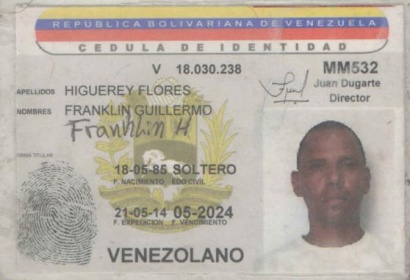 REPUBLICA BOLIVARIANA DE VENEZUELA
CEDULA DE IDENTIDAD
V 18.030.238
MM532
Juan Dugarte
Director
APELLIDOS HIGUEREY FLORES
NOMBRES FRANKLIN GUILLERMO
Franklin H
FIRMA TITULAR
18-05-85 SOLTERO
F. NACIMIENTO EDO CIVIL
21-05-14 05-2024
F. EXPEDICION F. VENCIMIENTO
VENEZOLANO